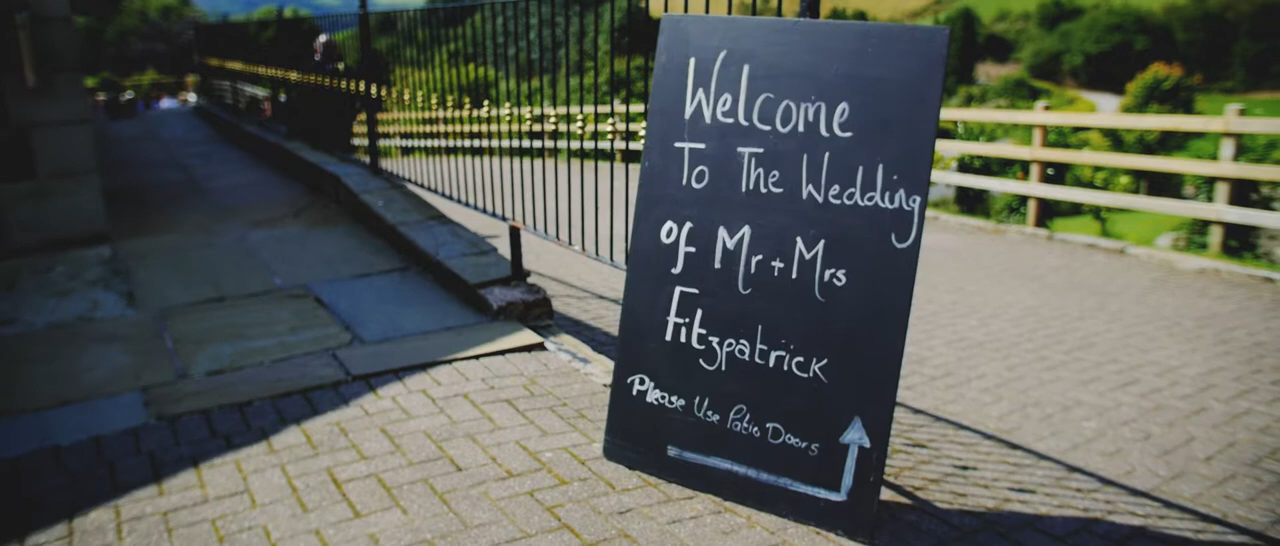 Welcome
To The Wedding
of Mr + Mrs
Fitzpatrick
Please Use Patio Doors